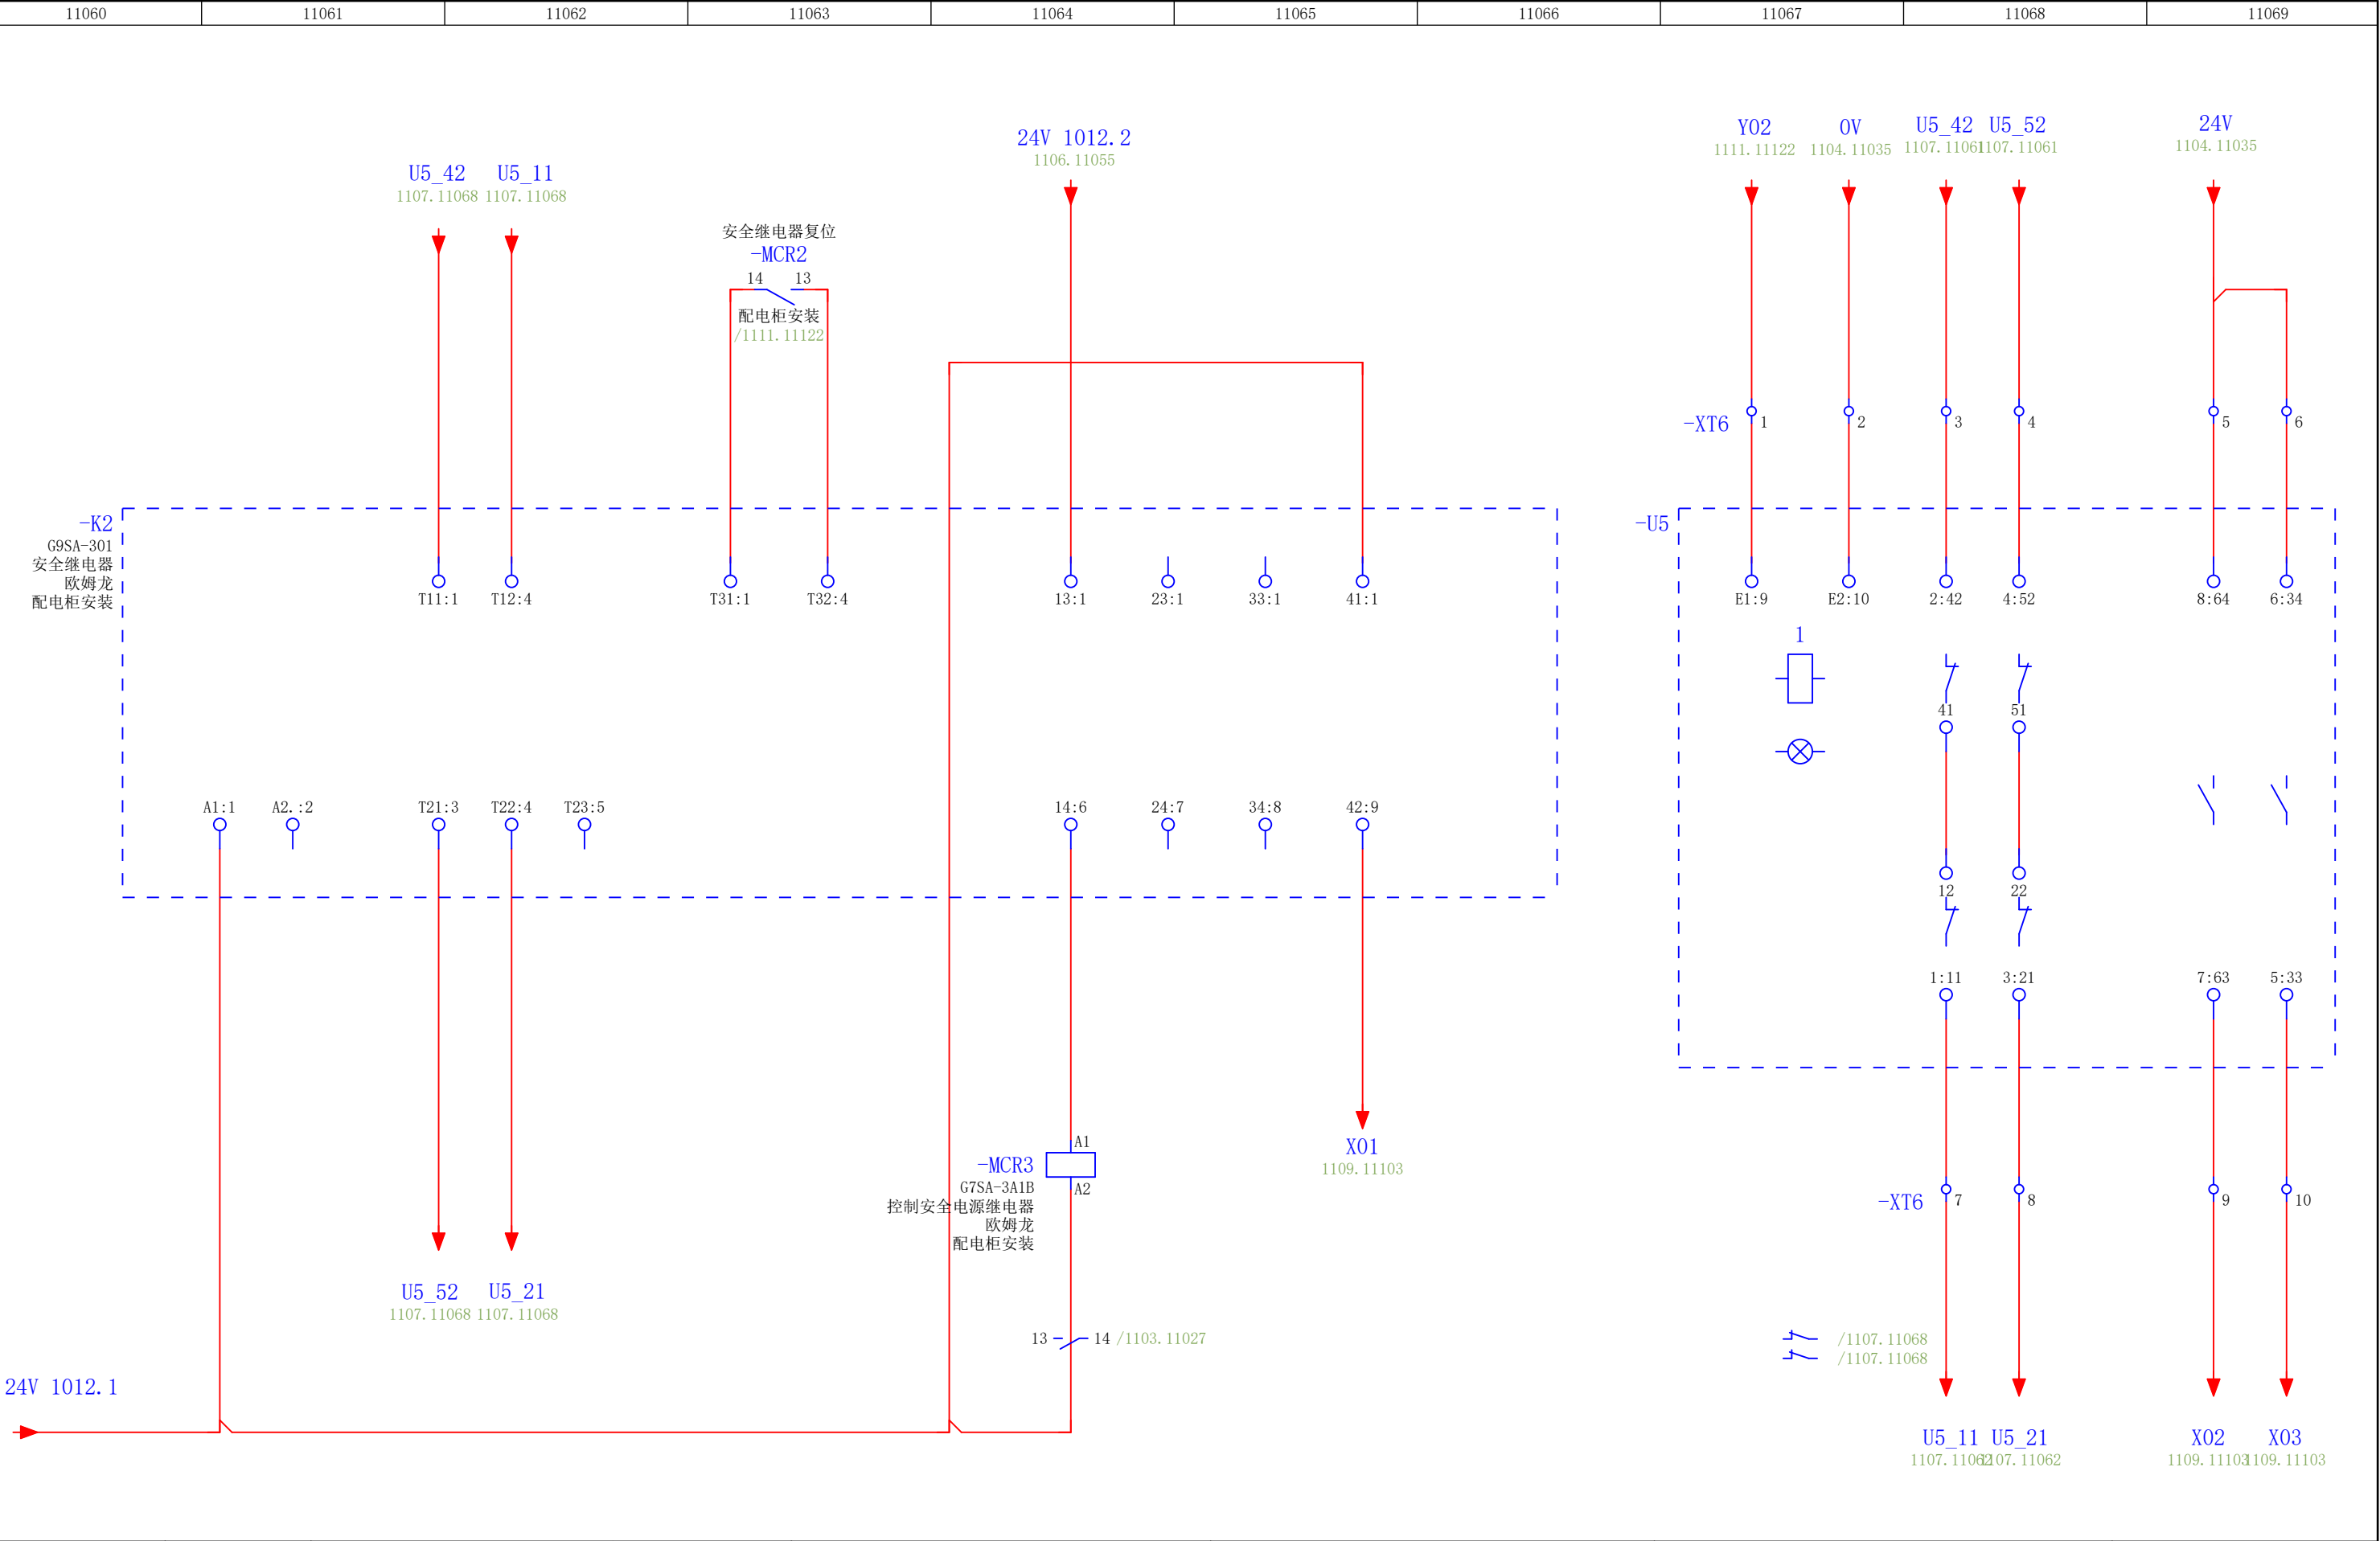 11060 11061 11062 11063 11064 11065 11066 11067 11068 11069
24V 1012.2
1106.11055
Y02 0V U5_42 U5_52 24V
1111.11122 1104.11035 1107.11061 1107.11061 1104.11035
U5_42 U5_11
1107.11068 1107.11068
安全继电器复位
-MCR2
14 13
配电柜安装
/1111.11122
-XT6 1 2 3 4 5 6
-K2
G9SA-301
安全继电器
欧姆龙
配电柜安装
T11:1 T12:4 T31:1 T32:4 13:1 23:1 33:1 41:1
-U5
E1:9 E2:10 2:42 4:52 8:64 6:34
1
41 51
A1:1 A2.:2 T21:3 T22:4 T23:5 14:6 24:7 34:8 42:9
12 22
1:11 3:21 7:63 5:33
A1
-MCR3
G7SA-3A1B
A2
控制安全电源继电器
欧姆龙
配电柜安装
X01
1109.11103
-XT6 7 8 9 10
U5_52 U5_21
1107.11068 1107.11068
13 14 /1103.11027
/1107.11068
/1107.11068
24V 1012.1
U5_11 U5_21 X02 X03
1107.11062 1107.11062 1109.11103 1109.11103